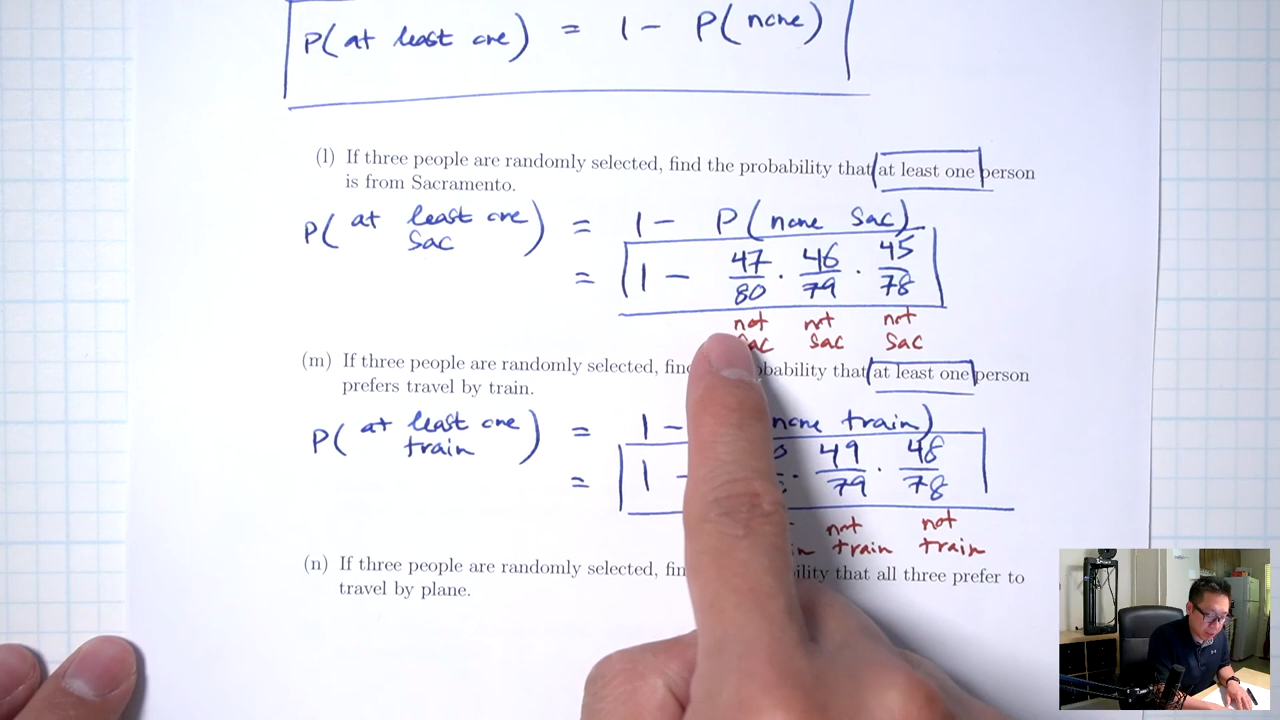 P(at least one) = 1 - P(none)
(l) If three people are randomly selected, find the probability that at least one person
is from Sacramento.
P(at least one Sac) = 1 - P(none Sac)
= 1 - 47/80 · 46/79 · 45/78
not Sac not Sac not Sac
(m) If three people are randomly selected, bability that at least one person
prefers travel by train.
P(at least one train) = 1 - none train)
= 1 - 49/79 · 48/78
not train not train
(n) If three people are randomly selected, ility that all three prefer to
travel by plane.